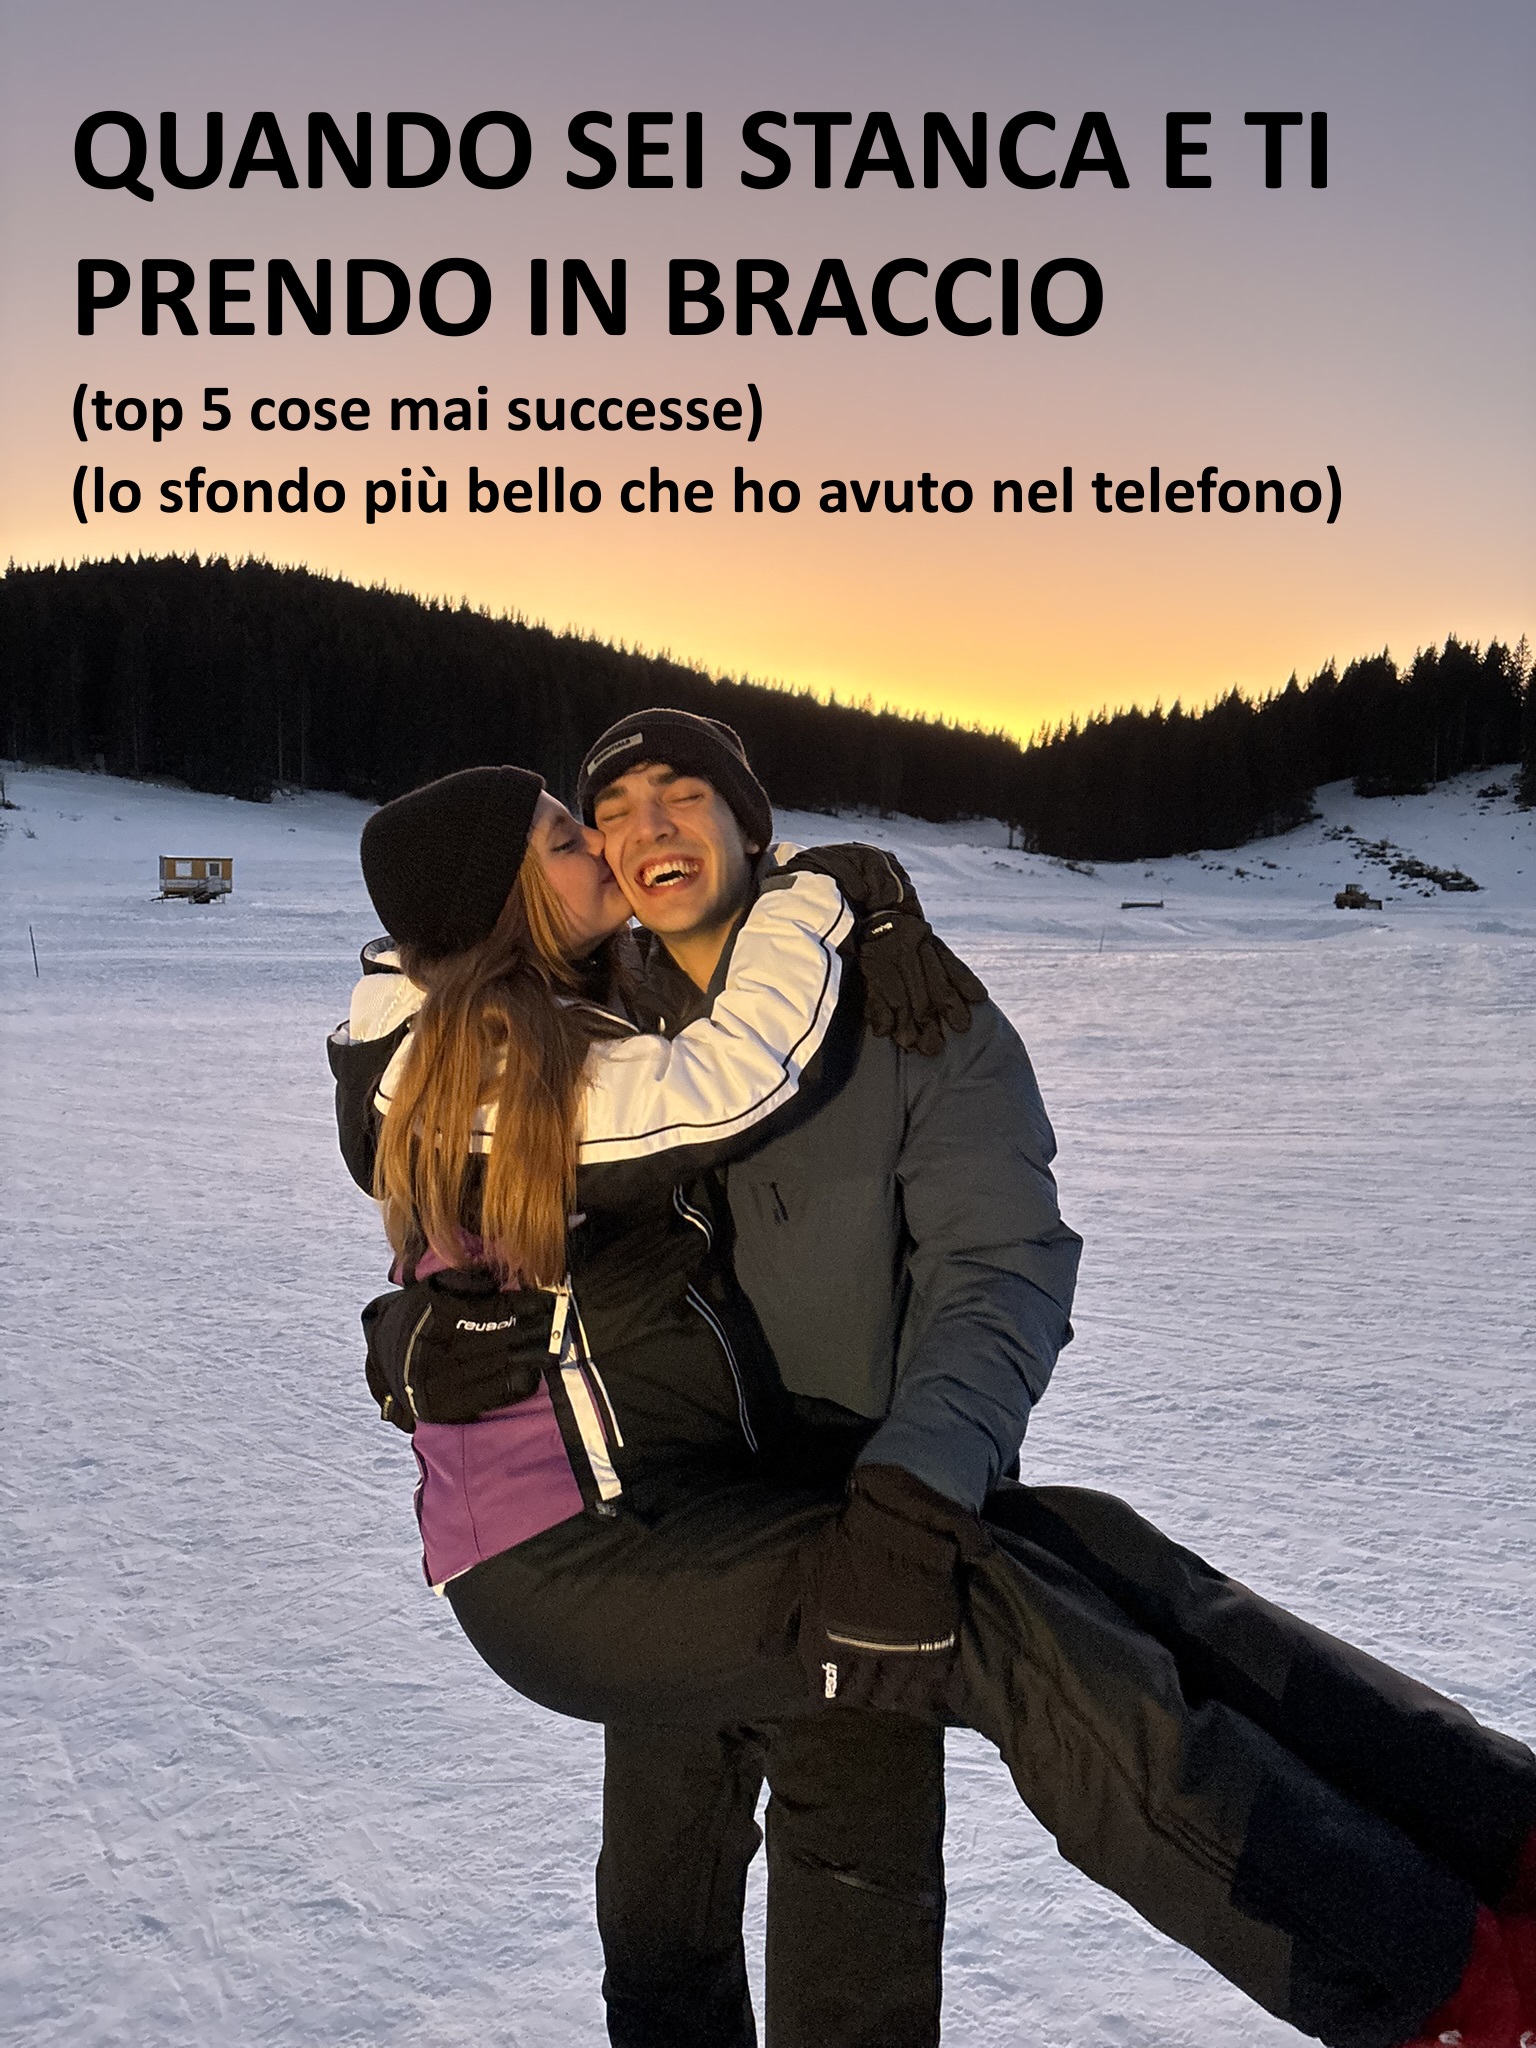 QUANDO SEI STANCA E TI
PRENDO IN BRACCIO
(top 5 cose mai successe)
(lo sfondo più bello che ho avuto nel telefono)
reusch